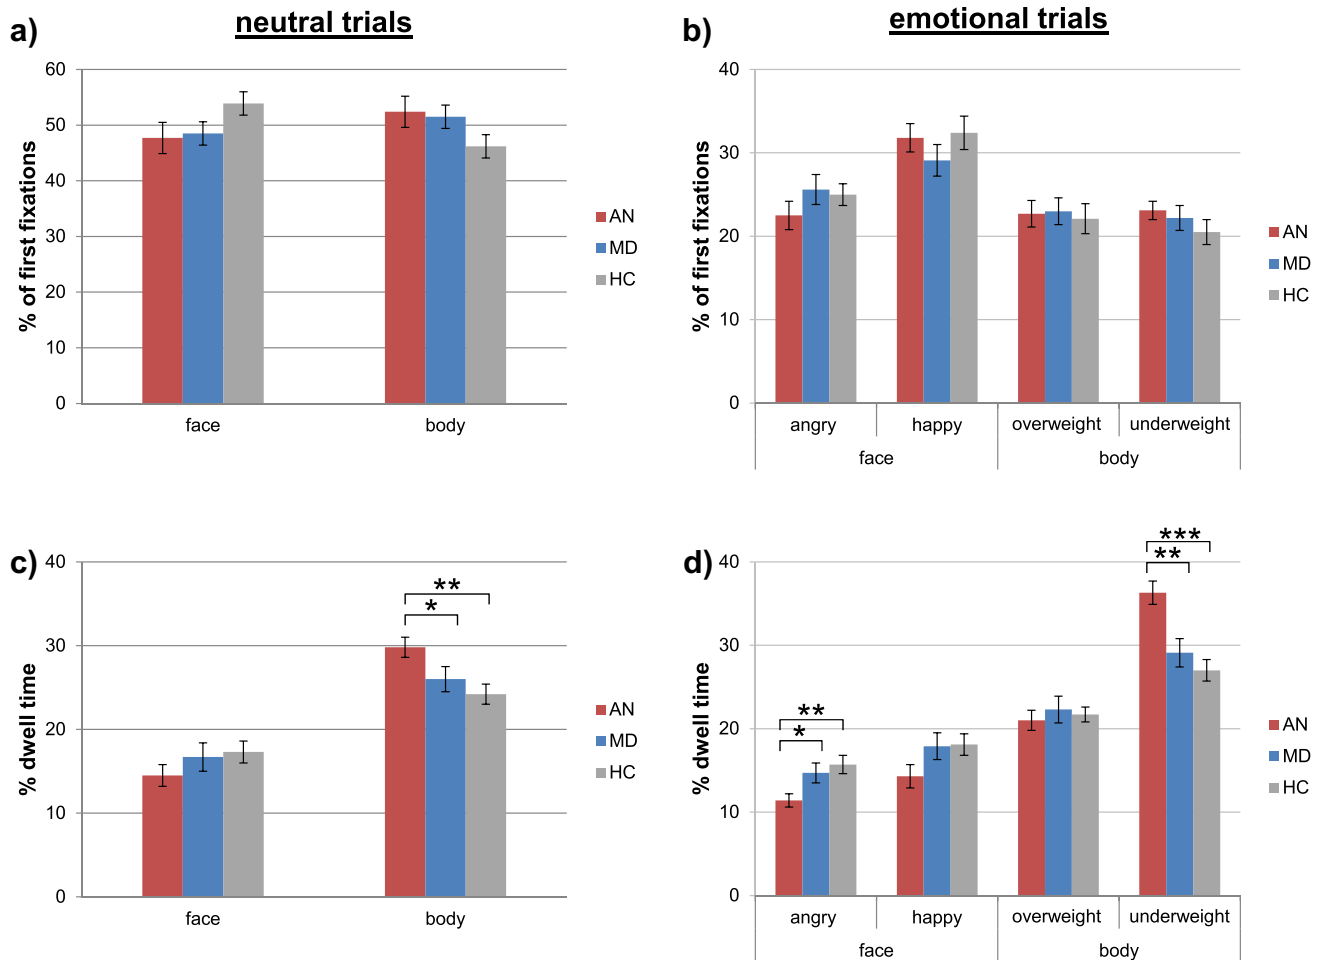 a)
neutral trials
60
50
40
30
20
10
0
% of first fixations
face
body
AN
MD
HC
b)
emotional trials
40
30
20
10
0
% of first fixations
angry
happy
overweight
underweight
face
body
AN
MD
HC
c)
40
30
20
10
0
% dwell time
**
*
face
body
AN
MD
HC
d)
40
30
20
10
0
% dwell time
**
*
***
**
angry
happy
overweight
underweight
face
body
AN
MD
HC